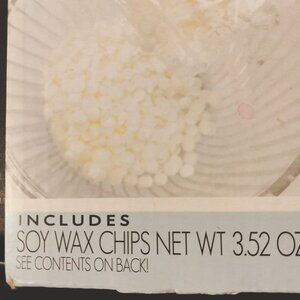 INCLUDES
SOY WAX CHIPS NET WT 3.52 OZ
SEE CONTENTS ON BACK!